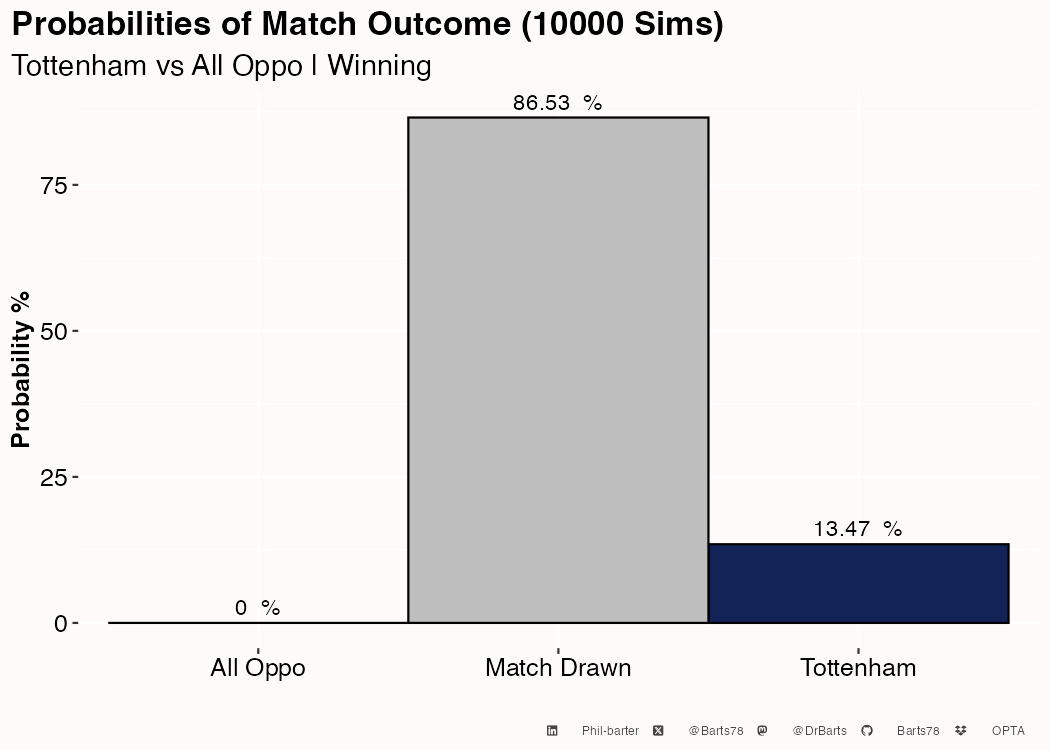 Probabilities of Match Outcome (10000 Sims)
Tottenham vs All Oppo | Winning
86.53 %
75
Probability %
50
25
13.47 %
0 %
0
All Oppo Match Drawn Tottenham
Phil-barter @Barts78 @DrBarts Barts78 OPTA